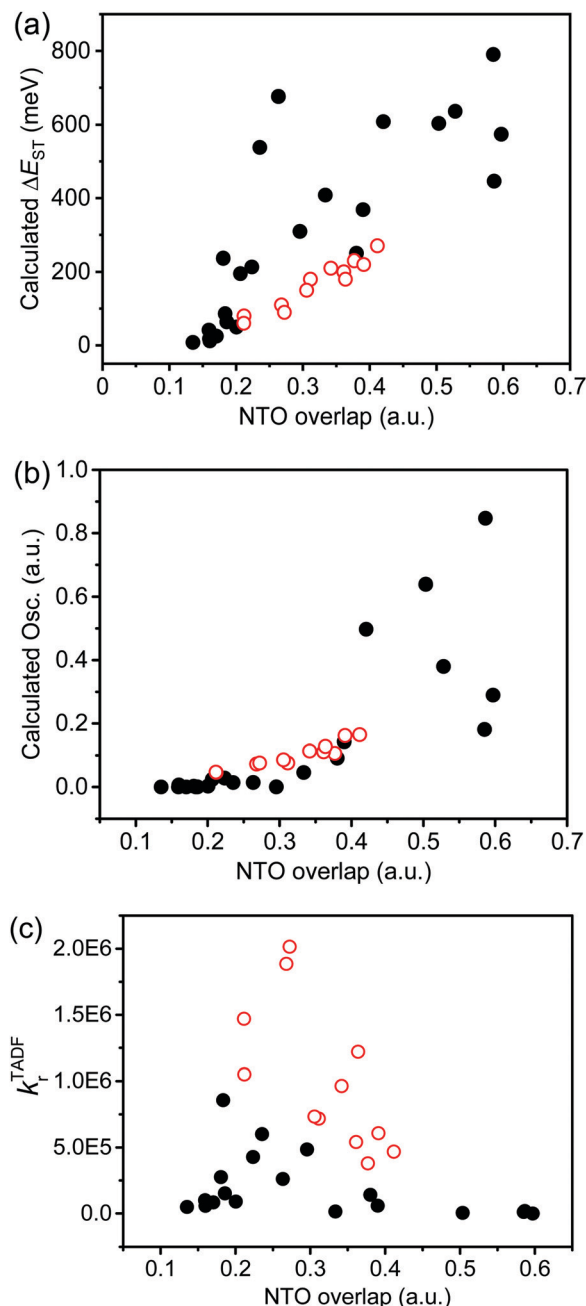 (a)
800
600
400
200
0
Calculated ΔE_ST (meV)
0 0.1 0.2 0.3 0.4 0.5 0.6 0.7
NTO overlap (a.u.)
(b)
1.0
0.8
0.6
0.4
0.2
0.0
Calculated Osc. (a.u.)
0.1 0.2 0.3 0.4 0.5 0.6 0.7
NTO overlap (a.u.)
(c)
2.0E6
1.5E6
1.0E6
5.0E5
0.0
k_r^TADF
0.1 0.2 0.3 0.4 0.5 0.6
NTO overlap (a.u.)